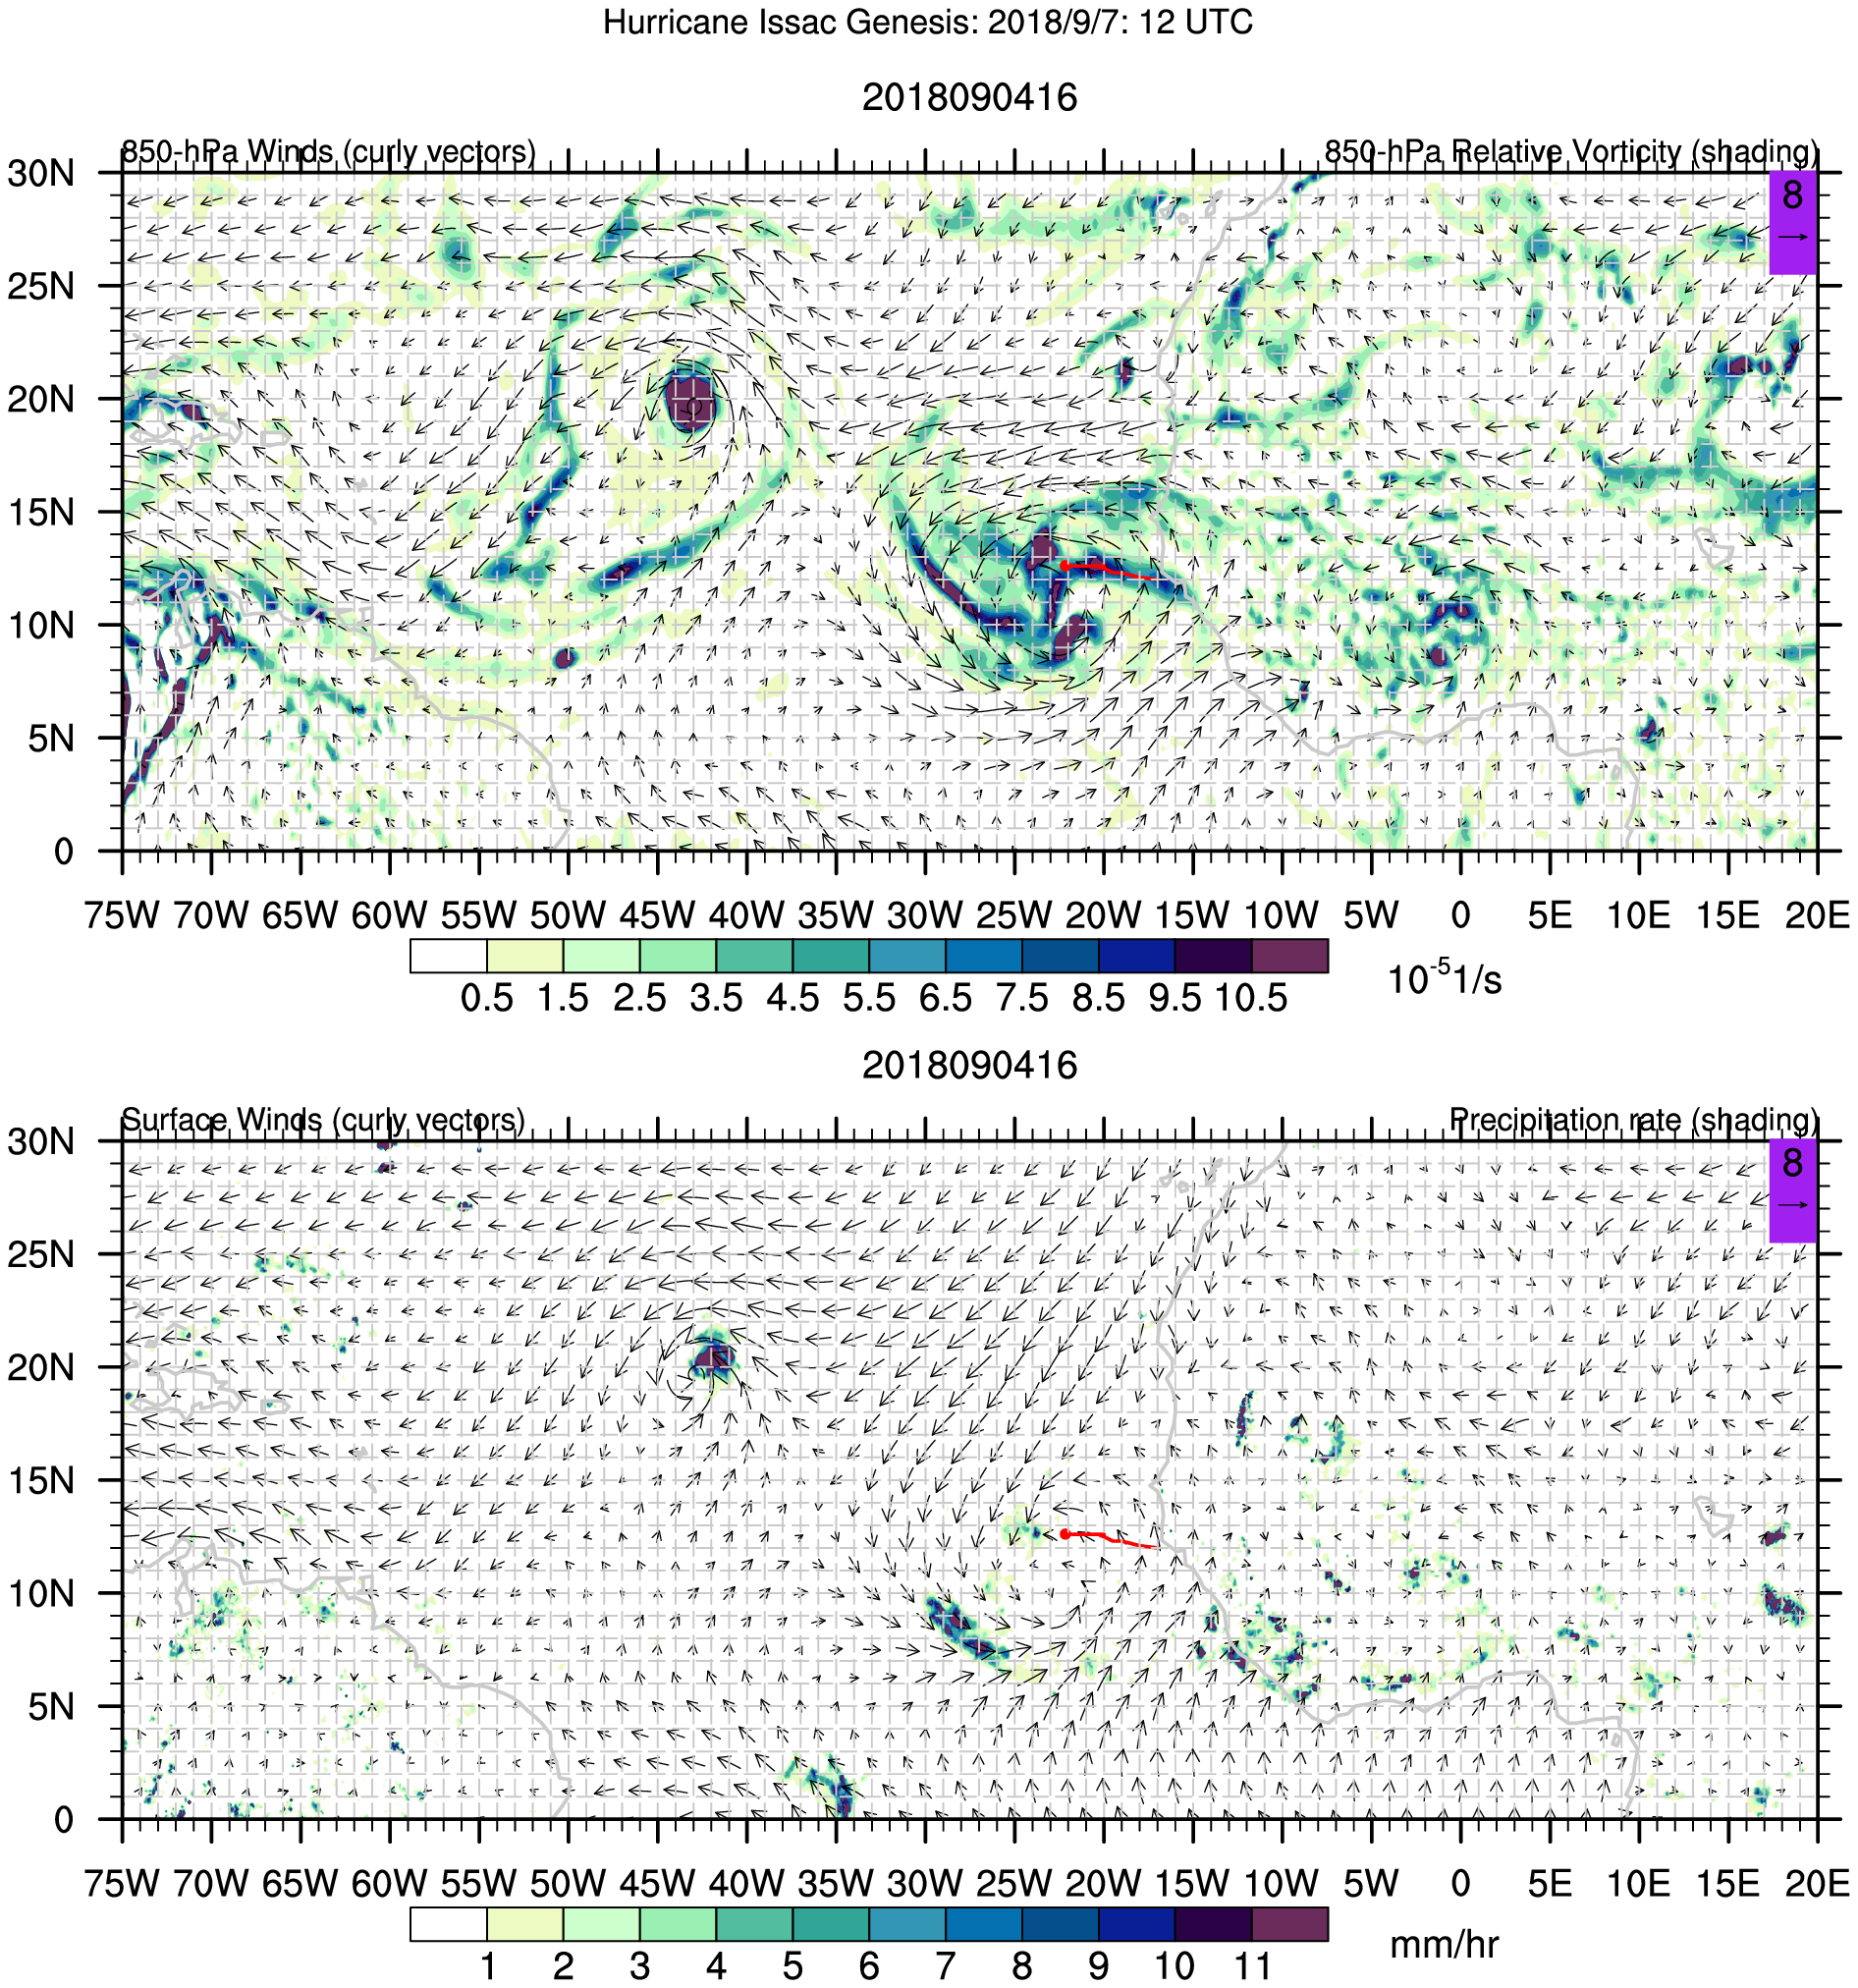 Hurricane Issac Genesis: 2018/9/7: 12 UTC
2018090416
850-hPa Winds (curly vectors) 850-hPa Relative Vorticity (shading)
30N
8
25N
20N
15N
10N
5N
0
75W 70W 65W 60W 55W 50W 45W 40W 35W 30W 25W 20W 15W 10W 5W 0 5E 10E 15E 20E
0.5 1.5 2.5 3.5 4.5 5.5 6.5 7.5 8.5 9.5 10.5
10⁻⁵1/s
2018090416
Surface Winds (curly vectors) Precipitation rate (shading)
30N
8
25N
20N
15N
10N
5N
0
75W 70W 65W 60W 55W 50W 45W 40W 35W 30W 25W 20W 15W 10W 5W 0 5E 10E 15E 20E
1 2 3 4 5 6 7 8 9 10 11
mm/hr